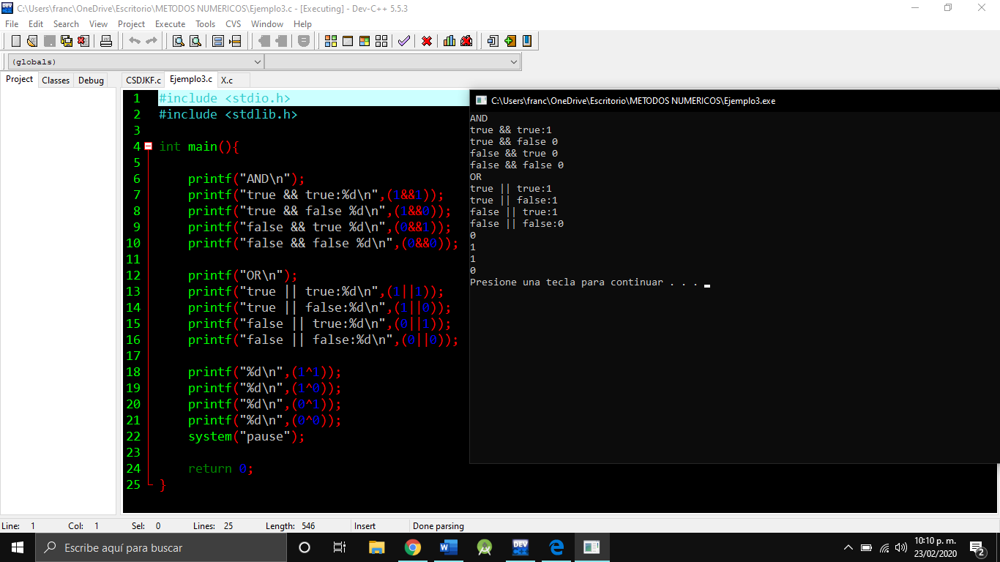 C:\Users\franc\OneDrive\Escritorio\METODOS NUMERICOS\Ejemplo3.c - [Executing] - Dev-C++ 5.5.3
File Edit Search View Project Execute Tools CVS Window Help
(globals)
Project Classes Debug
CSDJKF.c Ejemplo3.c X.c
1 #include <stdio.h>
2 #include <stdlib.h>
3
4 int main(){
5
6 printf("AND\n");
7 printf("true && true:%d\n",(1&&1));
8 printf("true && false %d\n",(1&&0));
9 printf("false && true %d\n",(0&&1));
10 printf("false && false %d\n",(0&&0));
11
12 printf("OR\n");
13 printf("true || true:%d\n",(1||1));
14 printf("true || false:%d\n",(1||0));
15 printf("false || true:%d\n",(0||1));
16 printf("false || false:%d\n",(0||0));
17
18 printf("%d\n",(1^1));
19 printf("%d\n",(1^0));
20 printf("%d\n",(0^1));
21 printf("%d\n",(0^0));
22 system("pause");
23
24 return 0;
25 }
C:\Users\franc\OneDrive\Escritorio\METODOS NUMERICOS\Ejemplo3.exe
AND
true && true:1
true && false 0
false && true 0
false && false 0
OR
true || true:1
true || false:1
false || true:1
false || false:0
0
1
1
0
Presione una tecla para continuar . . .
Line: 1 Col: 1 Sel: 0 Lines: 25 Length: 546 Insert Done parsing
Escribe aquí para buscar
DEV C++
10:10 p. m.
23/02/2020
2